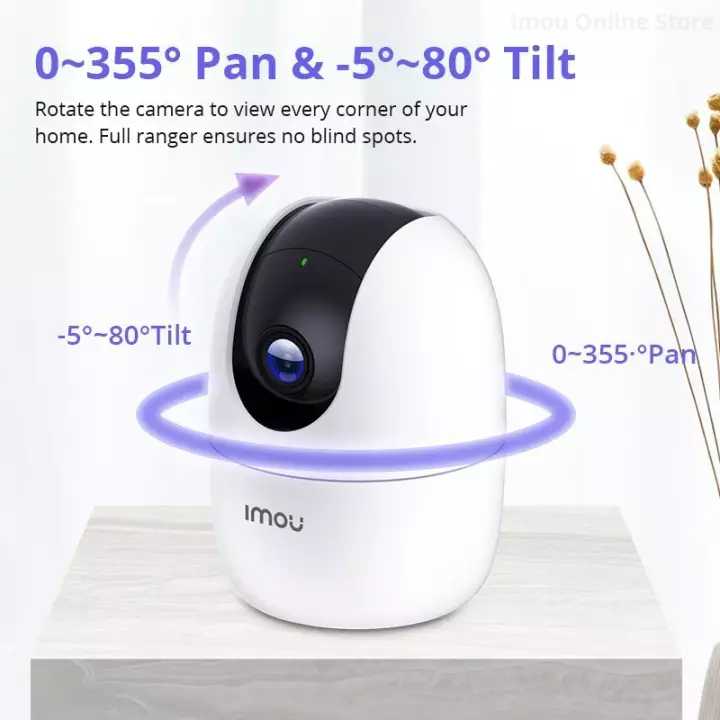 Imou Online Store
0~355° Pan & -5°~80° Tilt
Rotate the camera to view every corner of your
home. Full ranger ensures no blind spots.
-5°~80°Tilt
0~355·°Pan
imou